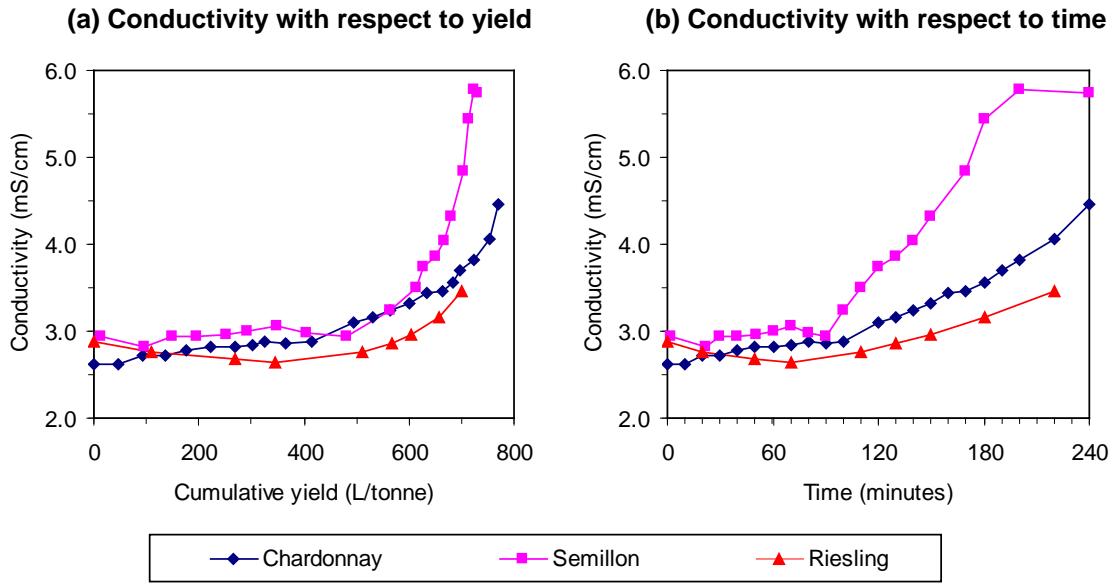 (a) Conductivity with respect to yield
6.0
5.0
4.0
3.0
2.0
Conductivity (mS/cm)
0 200 400 600 800
Cumulative yield (L/tonne)
(b) Conductivity with respect to time
6.0
5.0
4.0
3.0
2.0
Conductivity (mS/cm)
0 60 120 180 240
Time (minutes)
Chardonnay Semillon Riesling